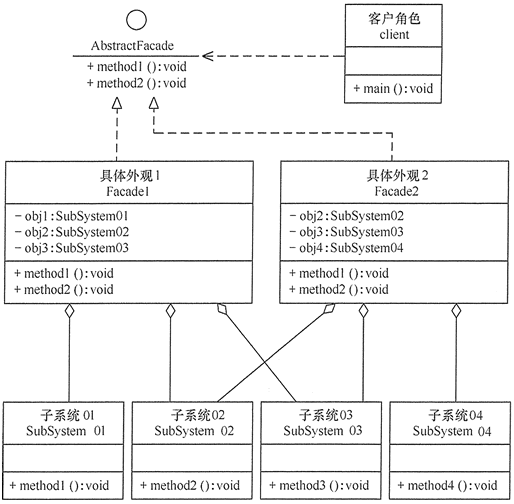 AbstractFacade
+ method1 ():void
+ method2 ():void
客户角色
client
+ main ():void
具体外观1
Facade1
- obj1:SubSystem01
- obj2:SubSystem02
- obj3:SubSystem03
+ method1 ():void
+ method2 ():void
具体外观2
Facade2
- obj2:SubSystem02
- obj3:SubSystem03
- obj4:SubSystem04
+ method1 ():void
+ method2 ():void
子系统01
SubSystem 01
+ method1 ():void
子系统02
SubSystem 02
+ method2 ():void
子系统03
SubSystem 03
+ method3 ():void
子系统04
SubSystem 04
+ method4 ():void